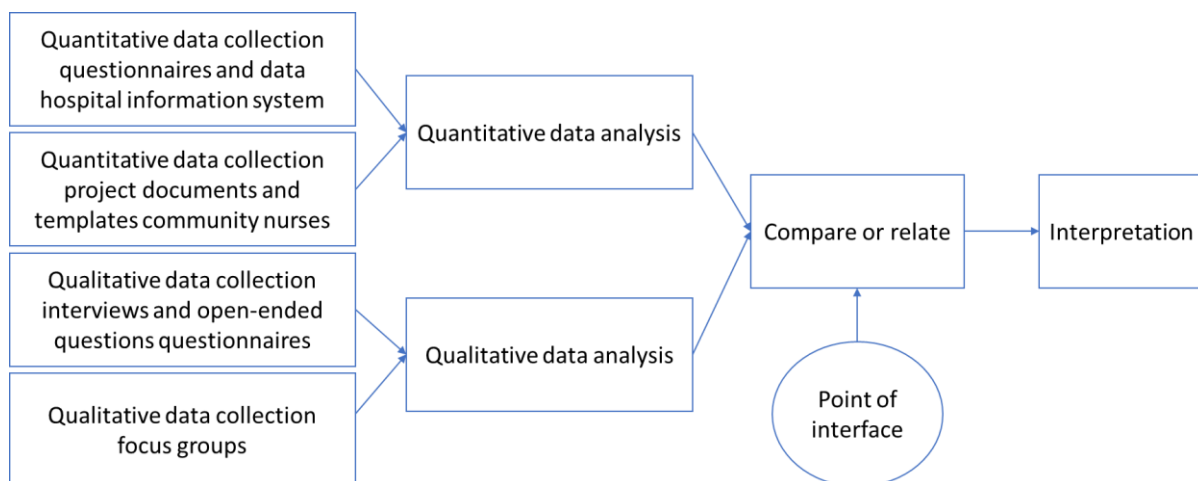 Quantitative data collection
questionnaires and data
hospital information system
Quantitative data collection
project documents and
templates community nurses
Qualitative data collection
interviews and open-ended
questions questionnaires
Qualitative data collection
focus groups
Quantitative data analysis
Qualitative data analysis
Compare or relate
Point of
interface
Interpretation